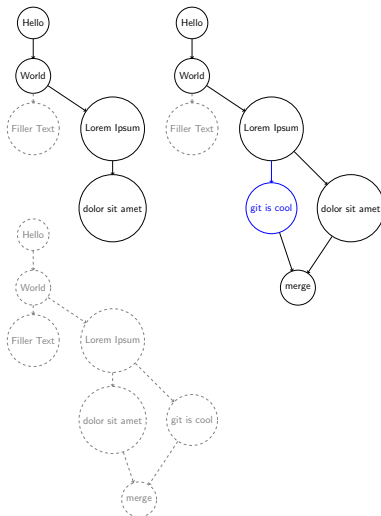 Hello
World
Filler Text
Lorem Ipsum
dolor sit amet
Hello
World
Filler Text
Lorem Ipsum
git is cool
dolor sit amet
merge
Hello
World
Filler Text
Lorem Ipsum
dolor sit amet
git is cool
merge